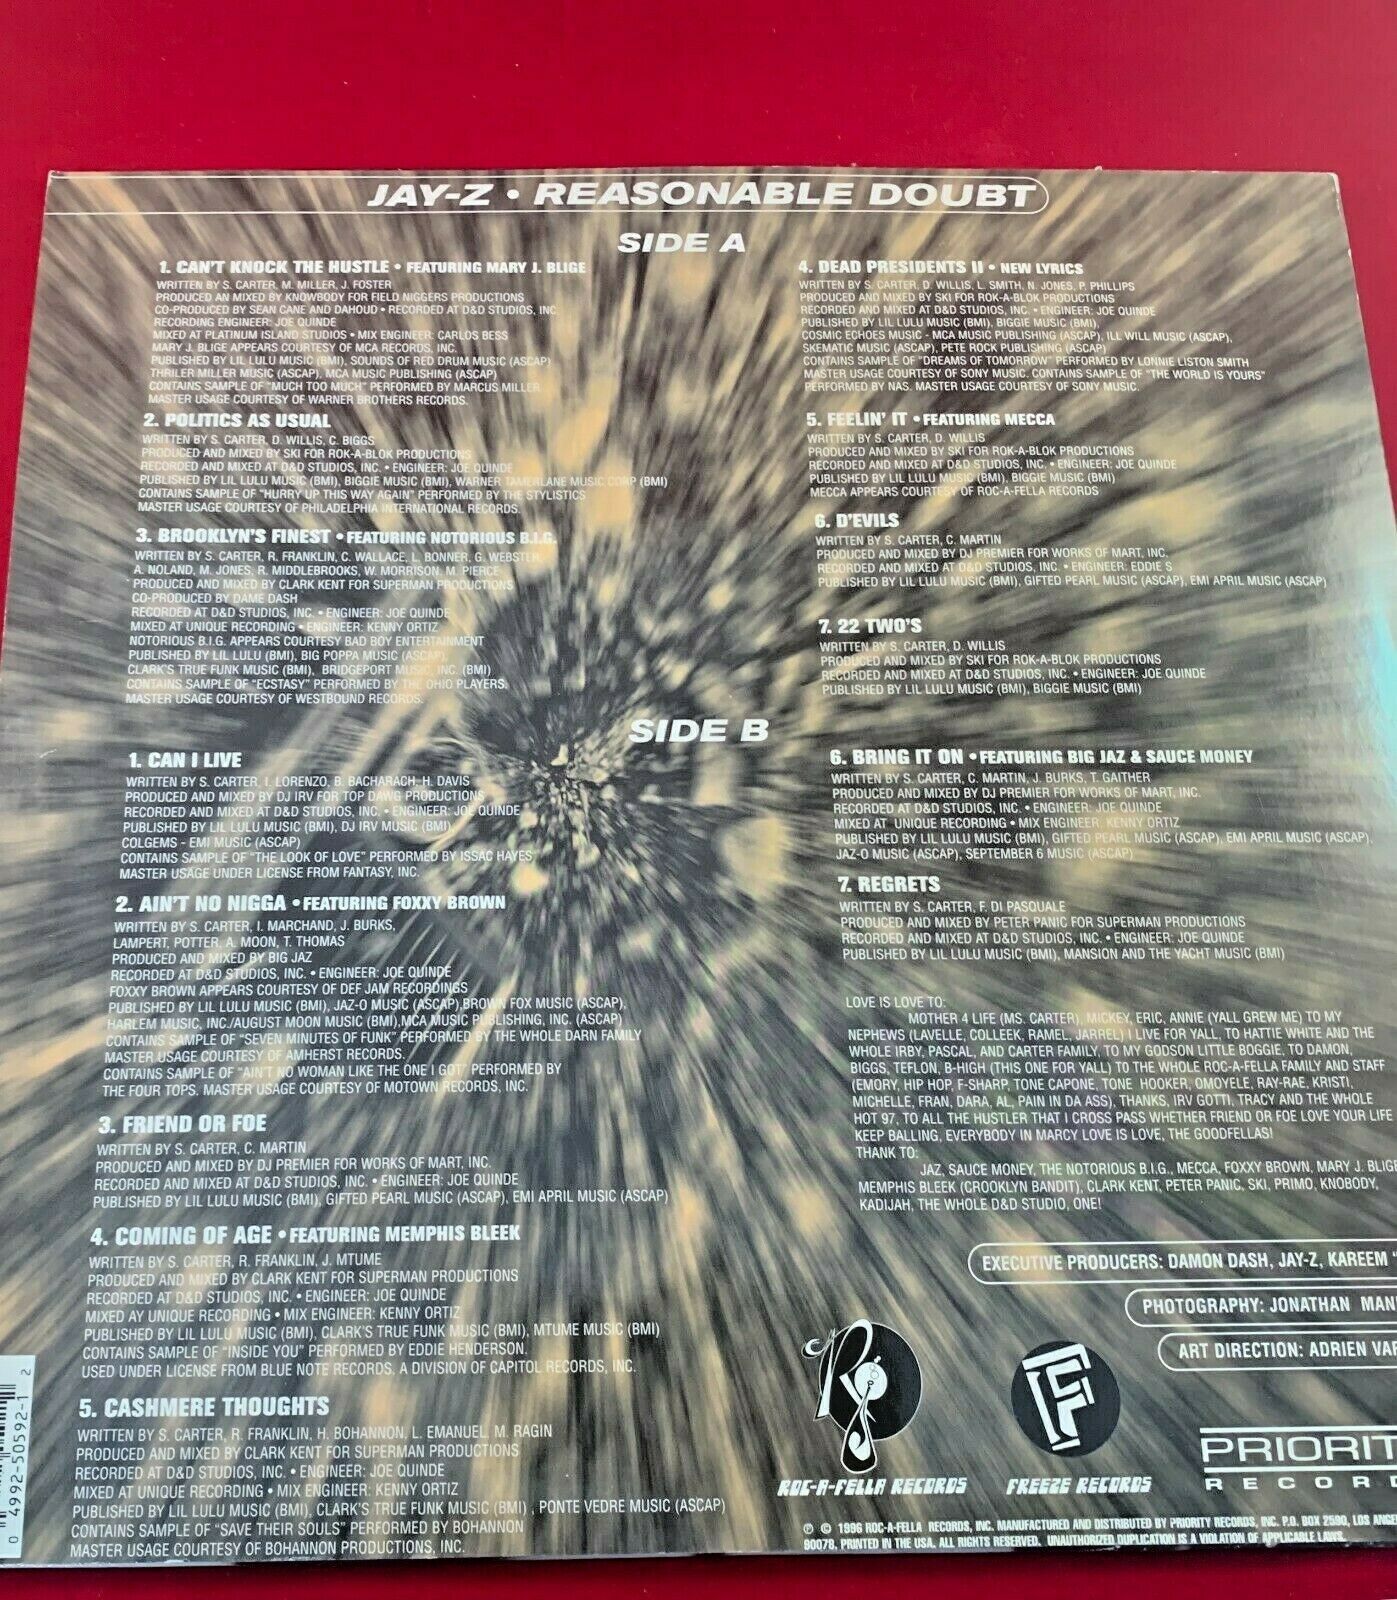 JAY-Z • REASONABLE DOUBT
SIDE A
1. CAN'T KNOCK THE HUSTLE • FEATURING MARY J. BLIGE
WRITTEN BY S. CARTER, M. MILLER, J. FOSTER
PRODUCED AN MIXED BY KNOWBODY FOR FIELD NIGGERS PRODUCTIONS
CO-PRODUCED BY SEAN CANE AND DAHOUD • RECORDED AT D&D STUDIOS, INC.
RECORDING ENGINEER: JOE QUINDE
MIXED AT PLATINUM ISLAND STUDIOS • MIX ENGINEER: CARLOS BESS
MARY J. BLIGE APPEARS COURTESY OF MCA RECORDS, INC.
PUBLISHED BY LIL LULU MUSIC (BMI), SOUNDS OF RED DRUM MUSIC (ASCAP)
THRILER MILLER MUSIC (ASCAP), MCA MUSIC PUBLISHING (ASCAP)
CONTAINS SAMPLE OF "MUCH TOO MUCH" PERFORMED BY MARCUS MILLER.
MASTER USAGE COURTESY OF WARNER BROTHERS RECORDS.
2. POLITICS AS USUAL
WRITTEN BY S. CARTER, D. WILLIS, C. BIGGS
PRODUCED AND MIXED BY SKI FOR ROK-A-BLOK PRODUCTIONS
RECORDED AND MIXED AT D&D STUDIOS, INC. • ENGINEER: JOE QUINDE
PUBLISHED BY LIL LULU MUSIC (BMI), BIGGIE MUSIC (BMI), WARNER TAMERLANE MUSIC CORP (BMI)
CONTAINS SAMPLE OF "HURRY UP THIS WAY AGAIN" PERFORMED BY THE STYLISTICS
MASTER USAGE COURTESY OF PHILADELPHIA INTERNATIONAL RECORDS.
3. BROOKLYN'S FINEST • FEATURING NOTORIOUS B.I.G.
WRITTEN BY S. CARTER, R. FRANKLIN, C. WALLACE, L. BONNER, G. WEBSTER,
A. NOLAND, M. JONES, R. MIDDLEBROOKS, W. MORRISON, M. PIERCE
PRODUCED AND MIXED BY CLARK KENT FOR SUPERMAN PRODUCTIONS
CO-PRODUCED BY DAME DASH
RECORDED AT D&D STUDIOS, INC. • ENGINEER: JOE QUINDE
MIXED AT UNIQUE RECORDING • ENGINEER: KENNY ORTIZ
NOTORIOUS B.I.G. APPEARS COURTESY BAD BOY ENTERTAINMENT
PUBLISHED BY LIL LULU (BMI), BIG POPPA MUSIC (ASCAP),
CLARK'S TRUE FUNK MUSIC (BMI), BRIDGEPORT MUSIC, INC. (BMI)
CONTAINS SAMPLE OF "ECSTASY" PERFORMED BY THE OHIO PLAYERS.
MASTER USAGE COURTESY OF WESTBOUND RECORDS.
4. DEAD PRESIDENTS II • NEW LYRICS
WRITTEN BY S. CARTER, D. WILLIS, L. SMITH, N. JONES, P. PHILLIPS
PRODUCED AND MIXED BY SKI FOR ROK-A-BLOK PRODUCTIONS
RECORDED AND MIXED AT D&D STUDIOS, INC. • ENGINEER: JOE QUINDE
PUBLISHED BY LIL LULU MUSIC (BMI), BIGGIE MUSIC (BMI),
COSMIC ECHOES MUSIC - MCA MUSIC PUBLISHING (ASCAP), ILL WILL MUSIC (ASCAP),
SKEMATIC MUSIC (ASCAP), PETE ROCK PUBLISHING (ASCAP)
CONTAINS SAMPLE OF "DREAMS OF TOMORROW" PERFORMED BY LONNIE LISTON SMITH
MASTER USAGE COURTESY OF SONY MUSIC. CONTAINS SAMPLE OF "THE WORLD IS YOURS"
PERFORMED BY NAS. MASTER USAGE COURTESY OF SONY MUSIC.
5. FEELIN' IT • FEATURING MECCA
WRITTEN BY S. CARTER, D. WILLIS
PRODUCED AND MIXED BY SKI FOR ROK-A-BLOK PRODUCTIONS
RECORDED AND MIXED AT D&D STUDIOS, INC. • ENGINEER: JOE QUINDE
PUBLISHED BY LIL LULU MUSIC (BMI), BIGGIE MUSIC (BMI)
MECCA APPEARS COURTESY OF ROC-A-FELLA RECORDS
6. D'EVILS
WRITTEN BY S. CARTER, C. MARTIN
PRODUCED AND MIXED BY DJ PREMIER FOR WORKS OF MART, INC.
RECORDED AND MIXED AT D&D STUDIOS, INC. • ENGINEER: EDDIE S.
PUBLISHED BY LIL LULU MUSIC (BMI), GIFTED PEARL MUSIC (ASCAP), EMI APRIL MUSIC (ASCAP)
7. 22 TWO'S
WRITTEN BY S. CARTER, D. WILLIS
PRODUCED AND MIXED BY SKI FOR ROK-A-BLOK PRODUCTIONS
RECORDED AND MIXED AT D&D STUDIOS, INC. • ENGINEER: JOE QUINDE
PUBLISHED BY LIL LULU MUSIC (BMI), BIGGIE MUSIC (BMI)
SIDE B
1. CAN I LIVE
WRITTEN BY S. CARTER, I. LORENZO, B. BACHARACH, H. DAVIS
PRODUCED AND MIXED BY DJ IRV FOR TOP DAWG PRODUCTIONS
RECORDED AND MIXED AT D&D STUDIOS, INC. • ENGINEER: JOE QUINDE
PUBLISHED BY LIL LULU MUSIC (BMI), DJ IRV MUSIC (BMI),
COLGEMS - EMI MUSIC (ASCAP)
CONTAINS SAMPLE OF "THE LOOK OF LOVE" PERFORMED BY ISSAC HAYES
MASTER USAGE UNDER LICENSE FROM FANTASY, INC.
2. AIN'T NO NIGGA • FEATURING FOXXY BROWN
WRITTEN BY S. CARTER, I. MARCHAND, J. BURKS,
LAMPERT, POTTER, A. MOON, T. THOMAS
PRODUCED AND MIXED BY BIG JAZ
RECORDED AT D&D STUDIOS, INC. • ENGINEER: JOE QUINDE
FOXXY BROWN APPEARS COURTESY OF DEF JAM RECORDINGS
PUBLISHED BY LIL LULU MUSIC (BMI), JAZ-O MUSIC (ASCAP),BROWN FOX MUSIC (ASCAP),
HARLEM MUSIC, INC./AUGUST MOON MUSIC (BMI),MCA MUSIC PUBLISHING, INC. (ASCAP)
CONTAINS SAMPLE OF "SEVEN MINUTES OF FUNK" PERFORMED BY THE WHOLE DARN FAMILY
MASTER USAGE COURTESY OF AMHERST RECORDS.
CONTAINS SAMPLE OF "AIN'T NO WOMAN LIKE THE ONE I GOT" PERFORMED BY
THE FOUR TOPS. MASTER USAGE COURTESY OF MOTOWN RECORDS, INC.
3. FRIEND OR FOE
WRITTEN BY S. CARTER, C. MARTIN
PRODUCED AND MIXED BY DJ PREMIER FOR WORKS OF MART, INC.
RECORDED AND MIXED AT D&D STUDIOS, INC. • ENGINEER: JOE QUINDE
PUBLISHED BY LIL LULU MUSIC (BMI), GIFTED PEARL MUSIC (ASCAP), EMI APRIL MUSIC (ASCAP)
4. COMING OF AGE • FEATURING MEMPHIS BLEEK
WRITTEN BY S. CARTER, R. FRANKLIN, J. MTUME
PRODUCED AND MIXED BY CLARK KENT FOR SUPERMAN PRODUCTIONS
RECORDED AT D&D STUDIOS, INC. • ENGINEER: JOE QUINDE
MIXED AY UNIQUE RECORDING • MIX ENGINEER: KENNY ORTIZ
PUBLISHED BY LIL LULU MUSIC (BMI), CLARK'S TRUE FUNK MUSIC (BMI), MTUME MUSIC (BMI)
CONTAINS SAMPLE OF "INSIDE YOU" PERFORMED BY EDDIE HENDERSON.
USED UNDER LICENSE FROM BLUE NOTE RECORDS, A DIVISION OF CAPITOL RECORDS, INC.
5. CASHMERE THOUGHTS
WRITTEN BY S. CARTER, R. FRANKLIN, H. BOHANNON, L. EMANUEL, M. RAGIN
PRODUCED AND MIXED BY CLARK KENT FOR SUPERMAN PRODUCTIONS
RECORDED AT D&D STUDIOS, INC. • ENGINEER: JOE QUINDE
MIXED AT UNIQUE RECORDING • MIX ENGINEER: KENNY ORTIZ
PUBLISHED BY LIL LULU MUSIC (BMI), CLARK'S TRUE FUNK MUSIC (BMI) , PONTE VEDRE MUSIC (ASCAP)
CONTAINS SAMPLE OF "SAVE THEIR SOULS" PERFORMED BY BOHANNON
MASTER USAGE COURTESY OF BOHANNON PRODUCTIONS, INC.
6. BRING IT ON • FEATURING BIG JAZ & SAUCE MONEY
WRITTEN BY S. CARTER, C. MARTIN, J. BURKS, T. GAITHER
PRODUCED AND MIXED BY DJ PREMIER FOR WORKS OF MART, INC.
RECORDED AT D&D STUDIOS, INC. • ENGINEER: JOE QUINDE
MIXED AT UNIQUE RECORDING • MIX ENGINEER: KENNY ORTIZ
PUBLISHED BY LIL LULU MUSIC (BMI), GIFTED PEARL MUSIC (ASCAP), EMI APRIL MUSIC (ASCAP),
JAZ-O MUSIC (ASCAP), SEPTEMBER 6 MUSIC (ASCAP)
7. REGRETS
WRITTEN BY S. CARTER, F. DI PASQUALE
PRODUCED AND MIXED BY PETER PANIC FOR SUPERMAN PRODUCTIONS
RECORDED AND MIXED AT D&D STUDIOS, INC. • ENGINEER: JOE QUINDE
PUBLISHED BY LIL LULU MUSIC (BMI), MANSION AND THE YACHT MUSIC (BMI)
LOVE IS LOVE TO:
MOTHER 4 LIFE (MS. CARTER), MICKEY, ERIC, ANNIE (YALL GREW ME) TO MY
NEPHEWS (LAVELLE, COLLEEK, RAMEL, JARREL) I LIVE FOR YALL, TO HATTIE WHITE AND THE
WHOLE IRBY, PASCAL, AND CARTER FAMILY, TO MY GODSON LITTLE BOGGIE, TO DAMON,
BIGGS, TEFLON, B-HIGH (THIS ONE FOR YALL) TO THE WHOLE ROC-A-FELLA FAMILY AND STAFF
(EMORY, HIP HOP, F-SHARP, TONE CAPONE, TONE HOOKER, OMOYELE, RAY-RAE, KRISTI,
MICHELLE, FRAN, DARA, AL, PAIN IN DA ASS), THANKS, IRV GOTTI, TRACY AND THE WHOLE
HOT 97, TO ALL THE HUSTLER THAT I CROSS PASS WHETHER FRIEND OR FOE LOVE YOUR LIFE
KEEP BALLING, EVERYBODY IN MARCY LOVE IS LOVE, THE GOODFELLAS!
THANK TO:
JAZ, SAUCE MONEY, THE NOTORIOUS B.I.G., MECCA, FOXXY BROWN, MARY J. BLIGE
MEMPHIS BLEEK (CROOKLYN BANDIT), CLARK KENT, PETER PANIC, SKI, PRIMO, KNOBODY,
KADIJAH, THE WHOLE D&D STUDIO, ONE!
EXECUTIVE PRODUCERS: DAMON DASH, JAY-Z, KAREEM "
PHOTOGRAPHY: JONATHAN MAN
ART DIRECTION: ADRIEN VAR
ROC-A-FELLA RECORDS
FREEZE RECORDS
PRIORIT
RECOR
℗ © 1996 ROC-A-FELLA RECORDS, INC. MANUFACTURED AND DISTRIBUTED BY PRIORITY RECORDS, INC. P.O. BOX 2590, LOS ANGE
90078. PRINTED IN THE USA. ALL RIGHTS RESERVED. UNAUTHORIZED DUPLICATION IS A VIOLATION OF APPLICABLE LAWS.
0 4992-50592-1 2